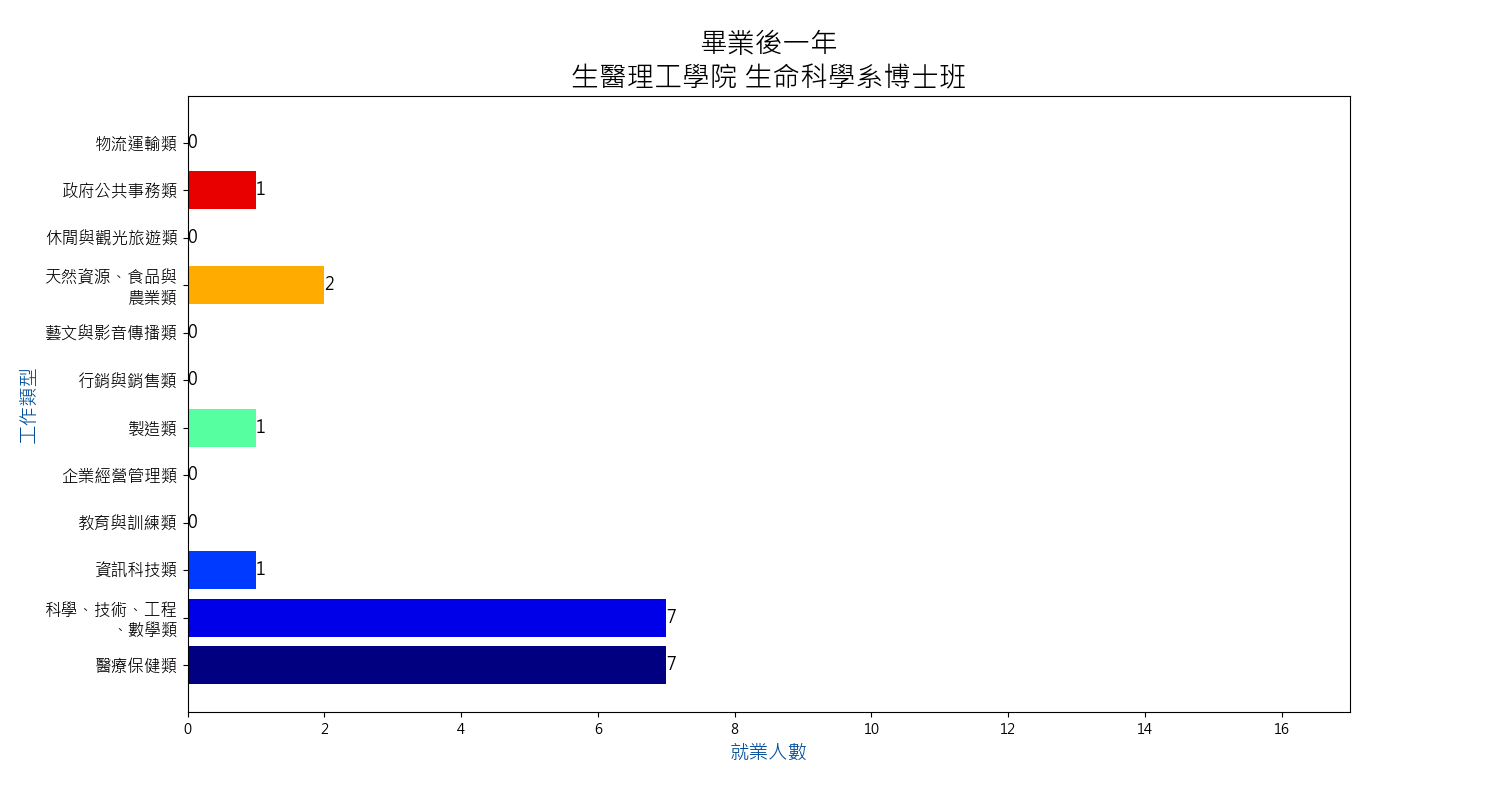 畢業後一年
生醫理工學院 生命科學系博士班
物流運輸類
0
政府公共事務類
1
休閒與觀光旅遊類
0
天然資源、食品與
農業類
2
藝文與影音傳播類
0
行銷與銷售類
0
製造類
1
企業經營管理類
0
教育與訓練類
0
資訊科技類
1
科學、技術、工程
、數學類
7
醫療保健類
7
工作類型
0 2 4 6 8 10 12 14 16
就業人數